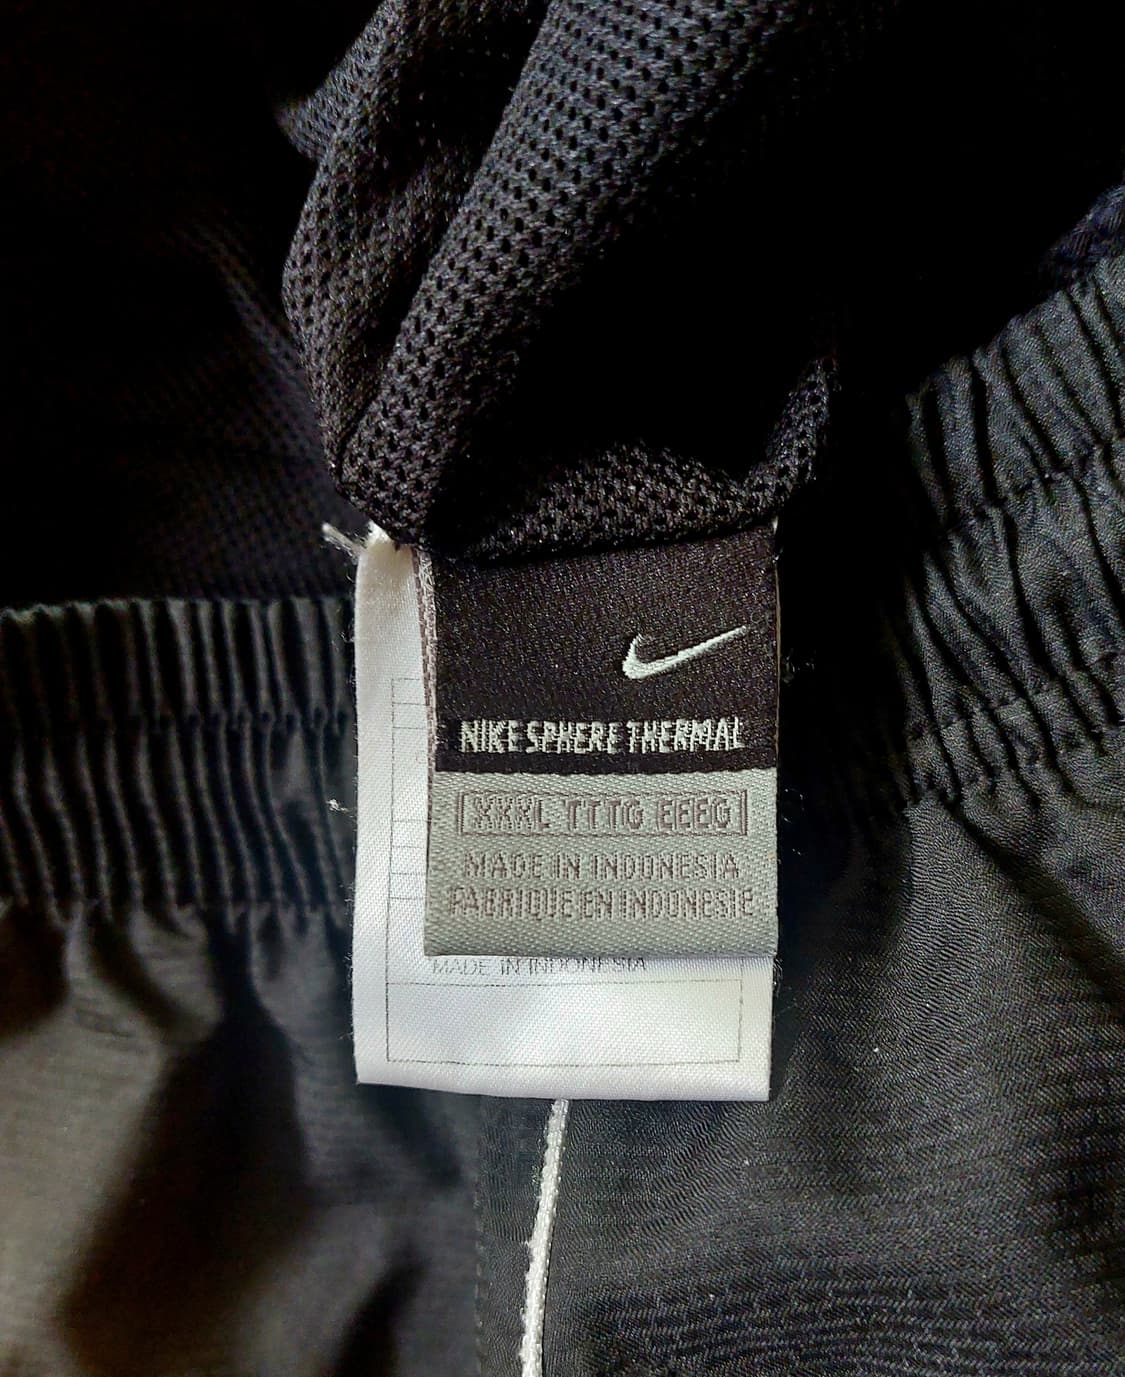 NIKE SPHERE THERMAL
XXXL TTTG EEEG
MADE IN INDONESIA
FABRIQUE EN INDONESIE
MADE IN INDONESIA